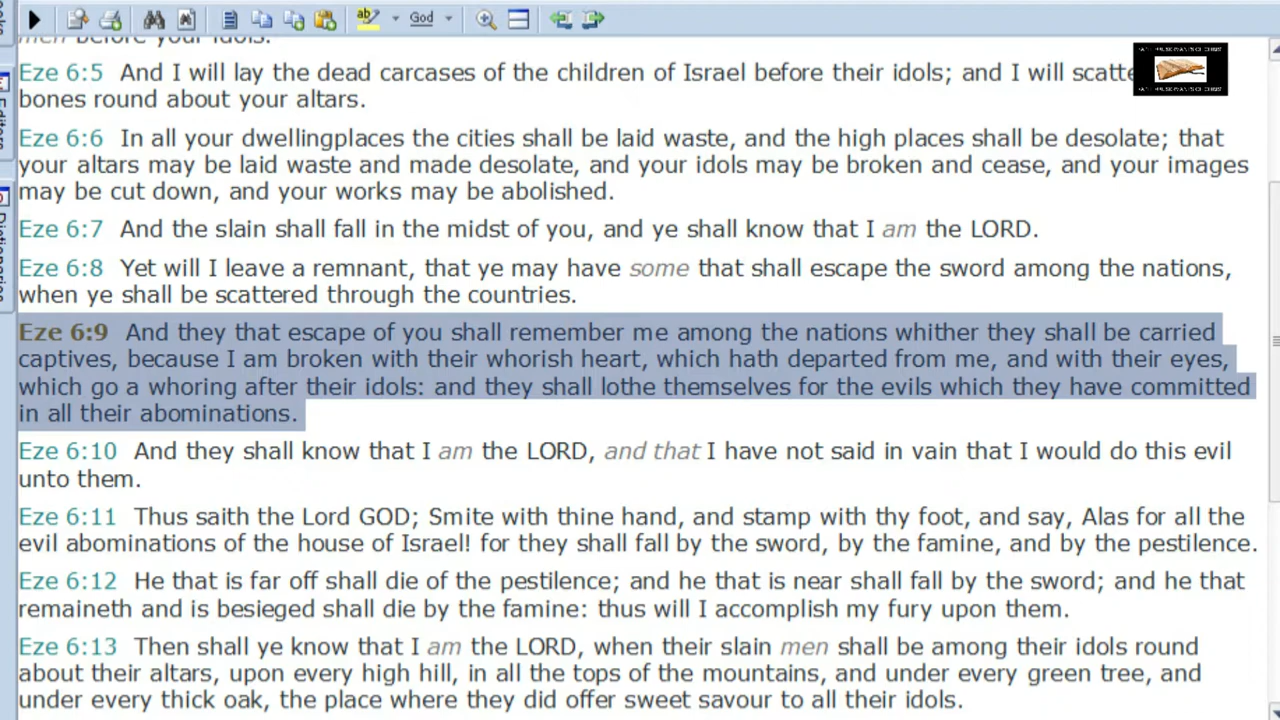 God
men before your idols.
Eze 6:5 And I will lay the dead carcases of the children of Israel before their idols; and I will
bones round about your altars.
Eze 6:6 In all your dwellingplaces the cities shall be laid waste, and the high places shall be desolate; that
your altars may be laid waste and made desolate, and your idols may be broken and cease, and your images
may be cut down, and your works may be abolished.
Eze 6:7 And the slain shall fall in the midst of you, and ye shall know that I am the LORD.
Eze 6:8 Yet will I leave a remnant, that ye may have some that shall escape the sword among the nations,
when ye shall be scattered through the countries.
Eze 6:9 And they that escape of you shall remember me among the nations whither they shall be carried
captives, because I am broken with their whorish heart, which hath departed from me, and with their eyes,
which go a whoring after their idols: and they shall lothe themselves for the evils which they have committed
in all their abominations.
Eze 6:10 And they shall know that I am the LORD, and that I have not said in vain that I would do this evil
unto them.
Eze 6:11 Thus saith the Lord GOD; Smite with thine hand, and stamp with thy foot, and say, Alas for all the
evil abominations of the house of Israel! for they shall fall by the sword, by the famine, and by the pestilence.
Eze 6:12 He that is far off shall die of the pestilence; and he that is near shall fall by the sword; and he that
remaineth and is besieged shall die by the famine: thus will I accomplish my fury upon them.
Eze 6:13 Then shall ye know that I am the LORD, when their slain men shall be among their idols round
about their altars, upon every high hill, in all the tops of the mountains, and under every green tree, and
under every thick oak, the place where they did offer sweet savour to all their idols.
Editors
Dictionaries